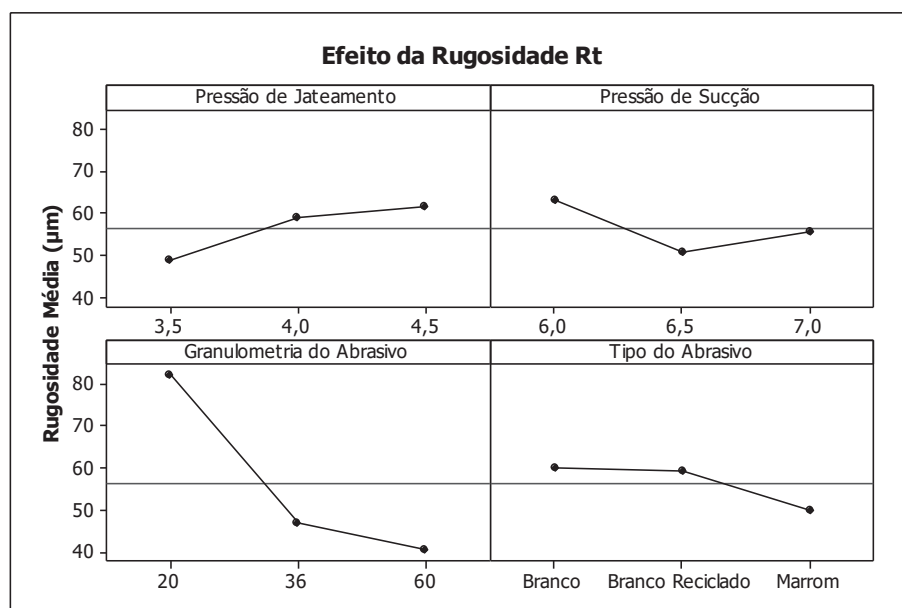 Efeito da Rugosidade Rt
Pressão de Jateamento
Pressão de Sucção
Rugosidade Média (µm)
80
70
60
50
40
3,5
4,0
4,5
6,0
6,5
7,0
Granulometria do Abrasivo
Tipo do Abrasivo
80
70
60
50
40
20
36
60
Branco
Branco Reciclado
Marrom